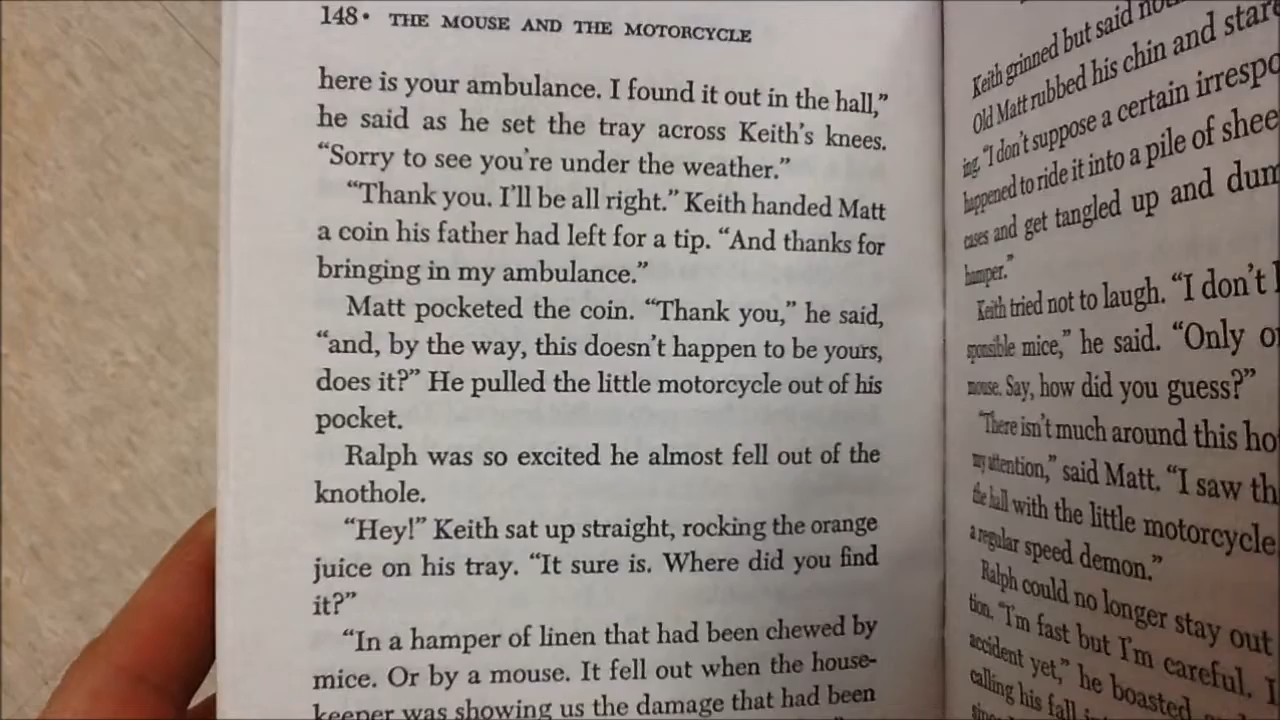 148• THE MOUSE AND THE MOTORCYCLE
here is your ambulance. I found it out in the hall,”
he said as he set the tray across Keith's knees.
“Sorry to see you're under the weather.”
“Thank you. I'll be all right.” Keith handed Matt
a coin his father had left for a tip. “And thanks for
bringing in my ambulance.”
Matt pocketed the coin. “Thank you,” he said,
“and, by the way, this doesn't happen to be yours,
does it?” He pulled the little motorcycle out of his
pocket.
Ralph was so excited he almost fell out of the
knothole.
“Hey!” Keith sat up straight, rocking the orange
juice on his tray. “It sure is. Where did you find
it?”
“In a hamper of linen that had been chewed by
mice. Or by a mouse. It fell out when the house-
keeper was showing us the damage that had been
Keith grinned but said
Old Matt rubbed his chin and
ing. “I don't suppose a certain
happened to ride it into a pile of
cases and get tangled up and
hamper.”
Keith tried not to laugh. “I don't
sponsible mice,” he said. “Only
mouse. Say, how did you guess?”
“There isn't much around this
my attention,” said Matt. “I saw
the hall with the little motorcycle
a regular speed demon.”
Ralph could no longer stay out
tion. “I'm fast but I'm careful.
accident yet,” he boasted
calling his fall